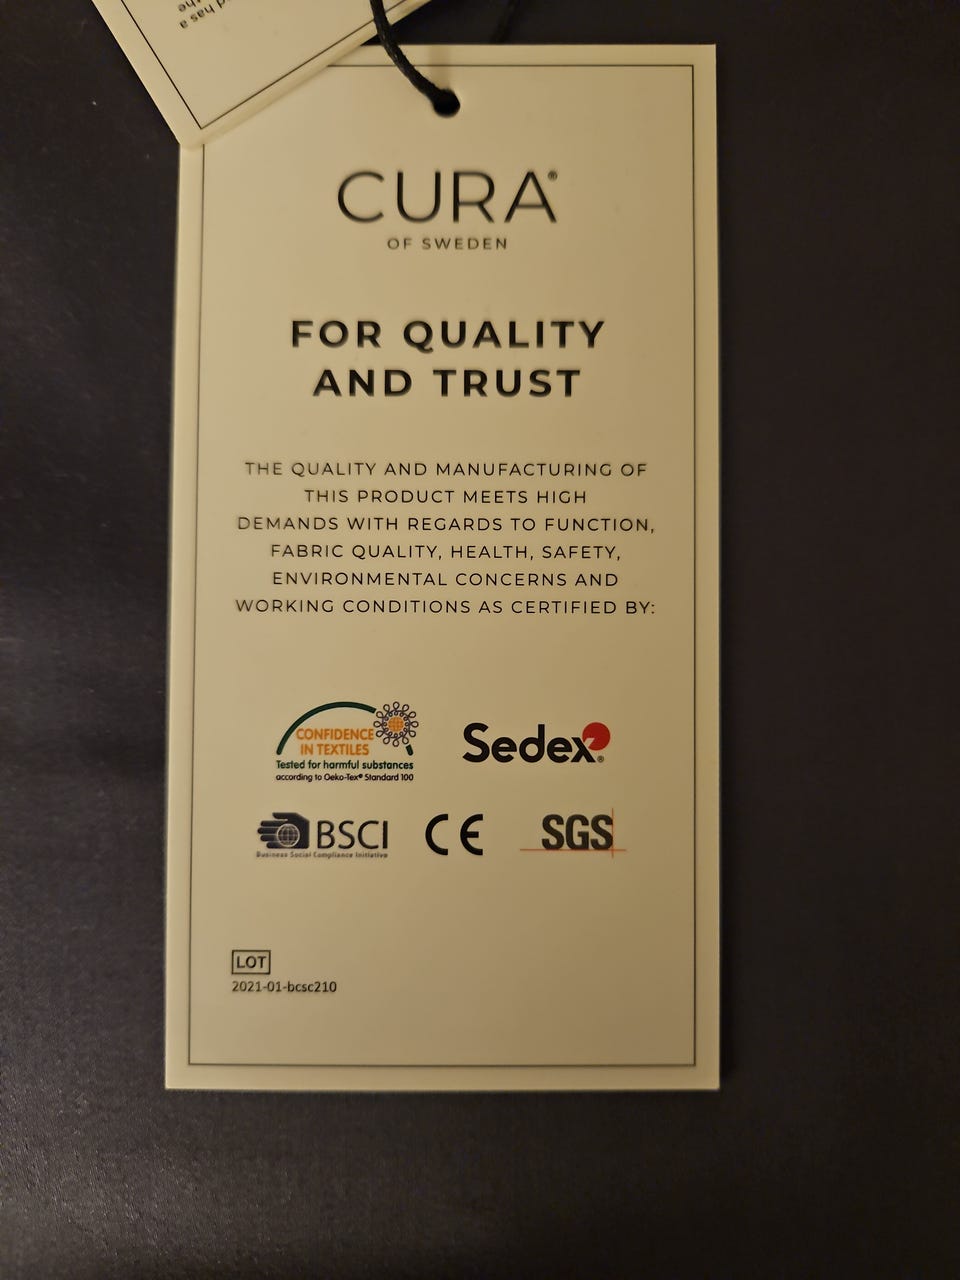 d has a
the
CURA®
OF SWEDEN
FOR QUALITY
AND TRUST
THE QUALITY AND MANUFACTURING OF
THIS PRODUCT MEETS HIGH
DEMANDS WITH REGARDS TO FUNCTION,
FABRIC QUALITY, HEALTH, SAFETY,
ENVIRONMENTAL CONCERNS AND
WORKING CONDITIONS AS CERTIFIED BY:
CONFIDENCE
IN TEXTILES
Tested for harmful substances
according to Oeko-Tex® Standard 100
Sedex®
BSCI
Business Social Compliance Initiative
CE
SGS
LOT
2021-01-bcsc210